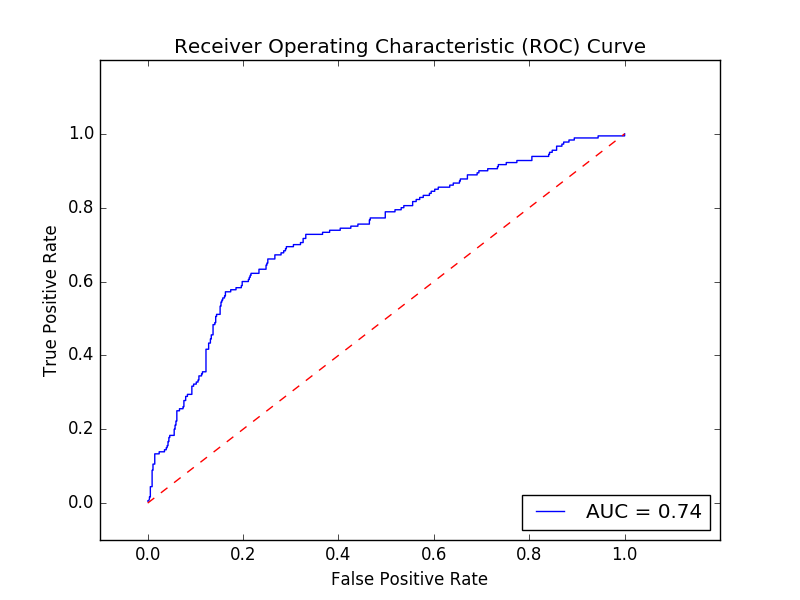 Receiver Operating Characteristic (ROC) Curve
True Positive Rate
1.0
0.8
0.6
0.4
0.2
0.0
AUC = 0.74
0.0 0.2 0.4 0.6 0.8 1.0
False Positive Rate